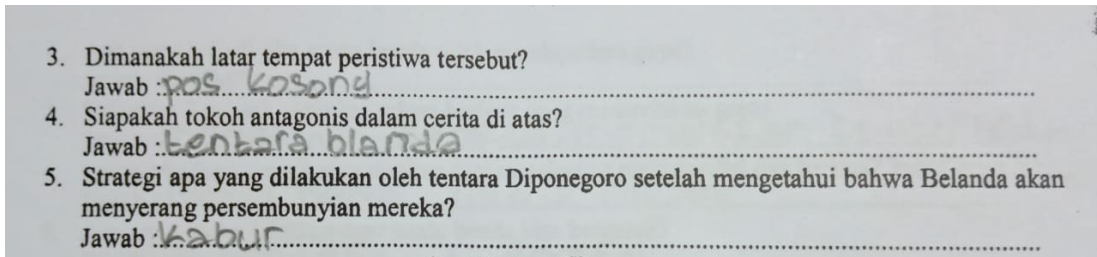 3. Dimanakah latar tempat peristiwa tersebut?
Jawab : pos kosong
4. Siapakah tokoh antagonis dalam cerita di atas?
Jawab : tentara blanda
5. Strategi apa yang dilakukan oleh tentara Diponegoro setelah mengetahui bahwa Belanda akan
menyerang persembunyian mereka?
Jawab : kabur